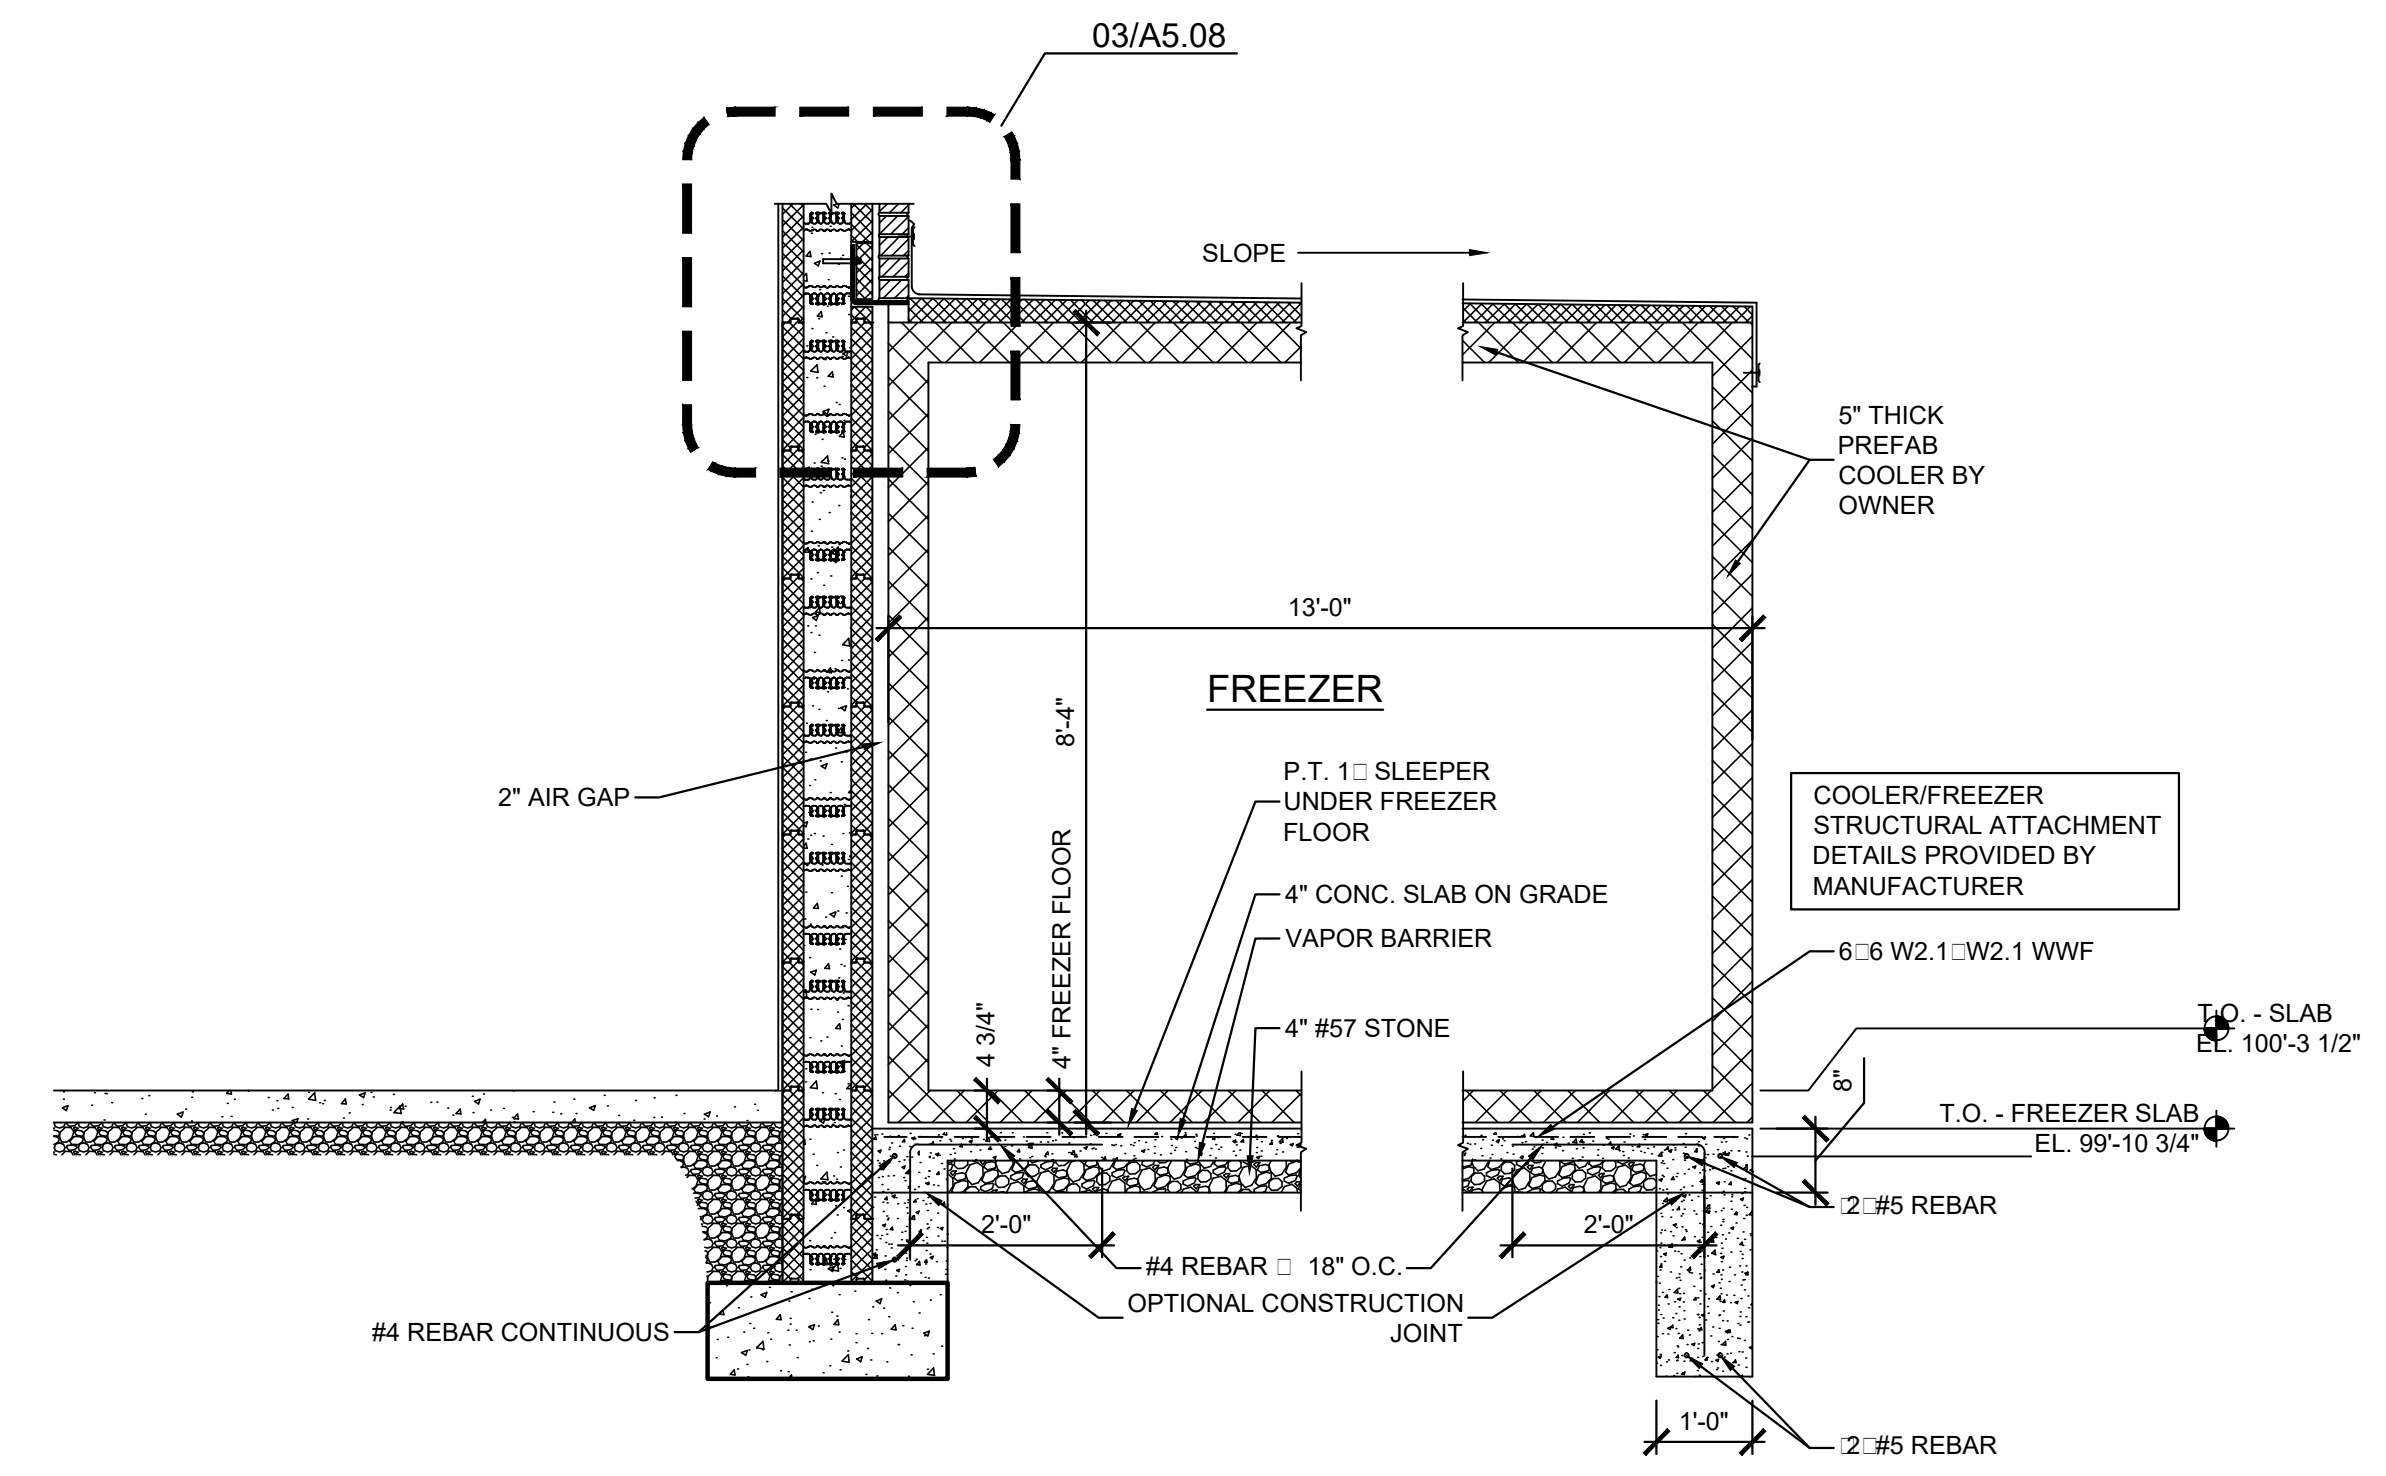 03/A5.08
SLOPE
5" THICK
PREFAB
COOLER BY
OWNER
13'-0"
FREEZER
8'-4"
2" AIR GAP
P.T. 1□ SLEEPER
UNDER FREEZER
FLOOR
COOLER/FREEZER
STRUCTURAL ATTACHMENT
DETAILS PROVIDED BY
MANUFACTURER
4" CONC. SLAB ON GRADE
VAPOR BARRIER
4" FREEZER FLOOR
4 3/4"
4" #57 STONE
6□6 W2.1□W2.1 WWF
T.O. - SLAB
EL. 100'-3 1/2"
8"
T.O. - FREEZER SLAB
EL. 99'-10 3/4"
□2□#5 REBAR
2'-0"
2'-0"
#4 REBAR □ 18" O.C.
OPTIONAL CONSTRUCTION
JOINT
#4 REBAR CONTINUOUS
1'-0"
□2□#5 REBAR